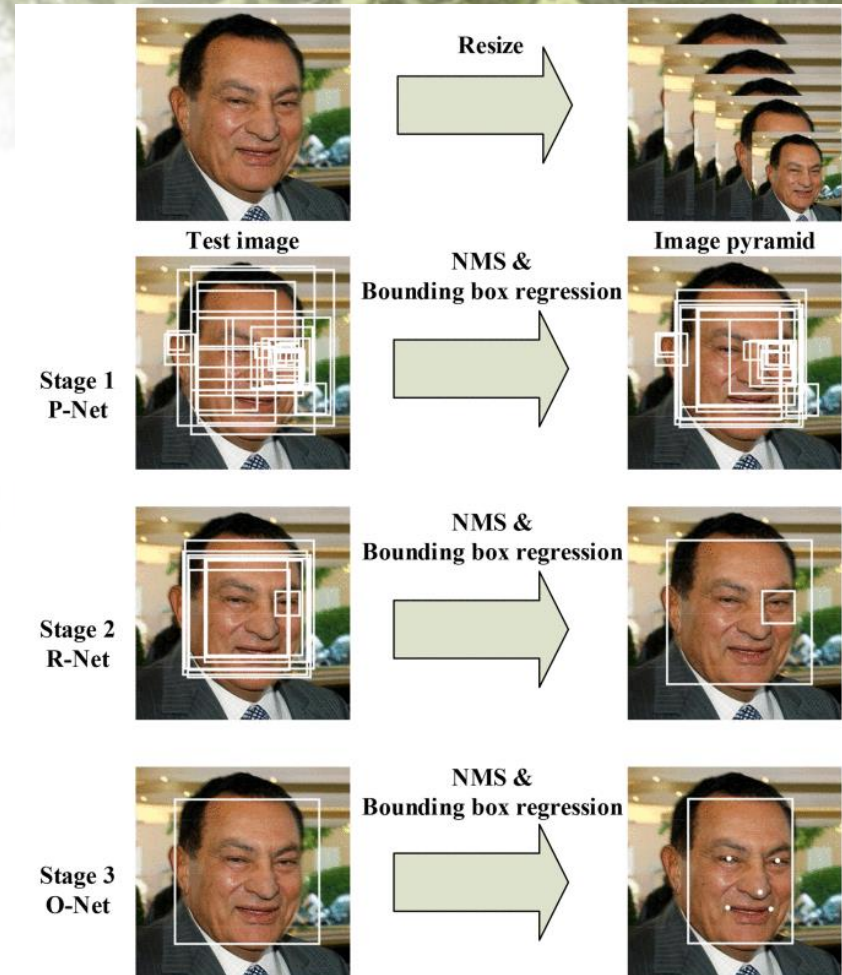 Resize
Test image
Image pyramid
NMS &
Bounding box regression
Stage 1
P-Net
NMS &
Bounding box regression
Stage 2
R-Net
NMS &
Bounding box regression
Stage 3
O-Net